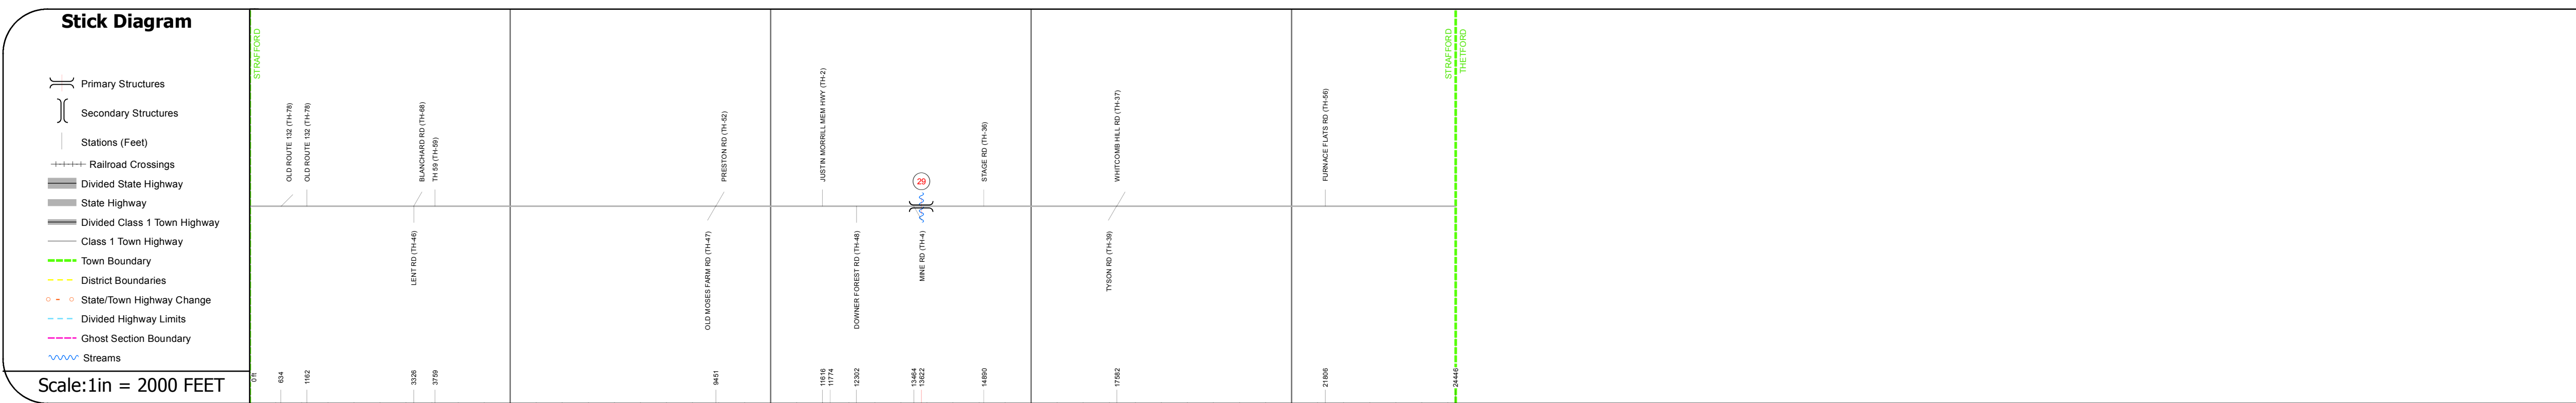 Stick Diagram
Primary Structures
Secondary Structures
Stations (Feet)
Railroad Crossings
Divided State Highway
State Highway
Divided Class 1 Town Highway
Class 1 Town Highway
Town Boundary
District Boundaries
State/Town Highway Change
Divided Highway Limits
Ghost Section Boundary
Streams
Scale:1in = 2000 FEET
STRAFFORD
OLD ROUTE 132 (TH-78)
OLD ROUTE 132 (TH-78)
BLANCHARD RD (TH-68)
TH 59 (TH-59)
PRESTON RD (TH-52)
JUSTIN MORRILL MEM HWY (TH-2)
29
STAGE RD (TH-36)
WHITCOMB HILL RD (TH-37)
FURNACE FLATS RD (TH-56)
STRAFFORD
THETFORD
LENT RD (TH-46)
OLD MOSES FARM RD (TH-47)
DOWNER FOREST RD (TH-48)
MINE RD (TH-4)
TYSON RD (TH-39)
0 ft
634
1162
3326
3759
9451
11616
11774
12302
13464
13622
14890
17582
21806
24446